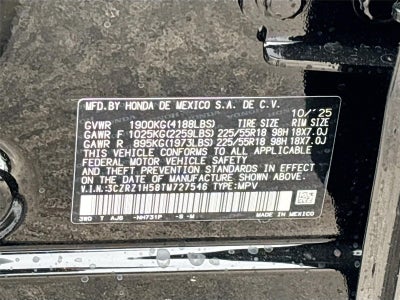 MFD.BY HONDA DE MEXICO S.A. DE C.V. 10/'25
GVWR 1900KG(4188LBS) TIRE SIZE RIM SIZE
GAWR F 1025KG(2259LBS) 225/55R18 98H 18X7.0J
GAWR R 895KG(1973LBS) 225/55R18 98H 18X7.0J
THIS VEHICLE CONFORMS TO ALL APPLICABLE
FEDERAL MOTOR VEHICLE SAFETY
AND THEFT PREVENTION STANDARDS IN EFFECT ON
THE DATE OF MANUFACTURE SHOWN ABOVE.
V.I.N.:3CZRZ1H58TM727546 TYPE:MPV
3WD T AJS -NH731P -B-M MADE IN MEXICO